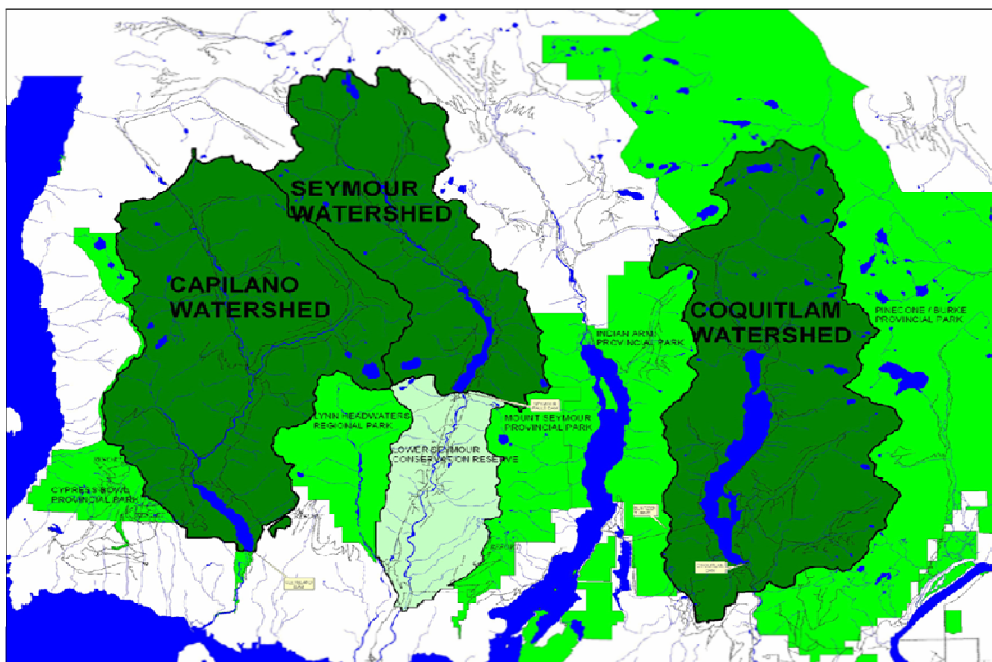 SEYMOUR
WATERSHED
CAPILANO
WATERSHED
COQUITLAM
WATERSHED
PINECONE / BURKE
PROVINCIAL PARK
INDIAN ARM
PROVINCIAL PARK
LYNN HEADWATERS
REGIONAL PARK
MOUNT SEYMOUR
PROVINCIAL PARK
LOWER SEYMOUR
CONSERVATION RESERVE
CYPRESS BOWL
PROVINCIAL PARK